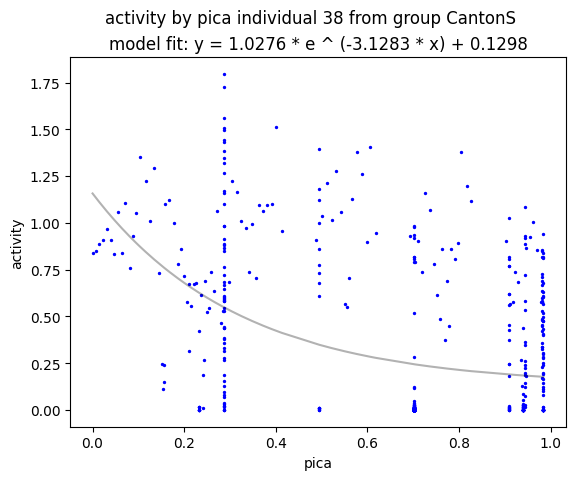 activity by pica individual 38 from group CantonS
model fit: y = 1.0276 * e ^ (-3.1283 * x) + 0.1298
1.75
1.50
1.25
1.00
0.75
0.50
0.25
0.00
activity
0.0 0.2 0.4 0.6 0.8 1.0
pica